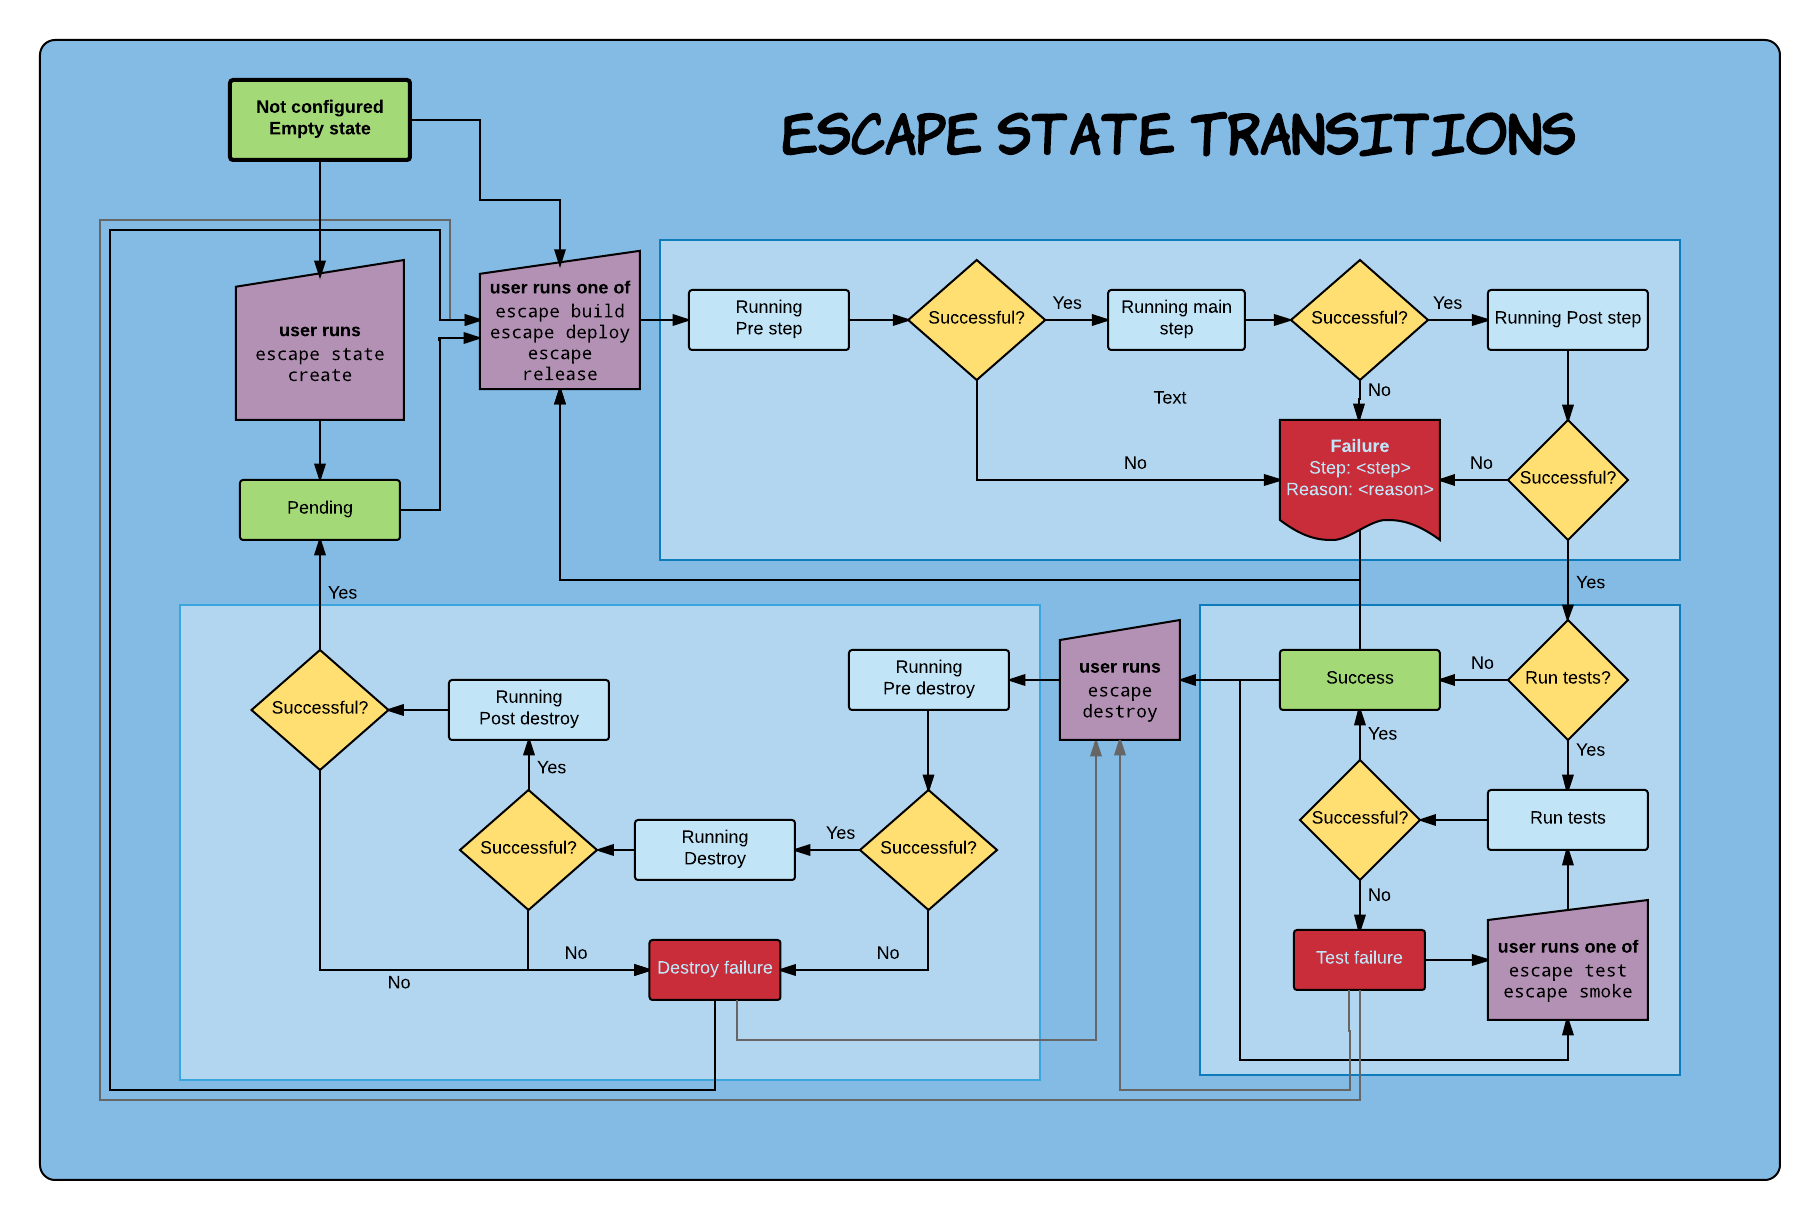 ESCAPE STATE TRANSITIONS
Not configured
Empty state
user runs
escape state
create
Pending
Yes
user runs one of
escape build
escape deploy
escape
release
Running
Pre step
Successful?
Yes
Running main
step
Successful?
Yes
Running Post step
No
Text
No
Failure
Step: <step>
Reason: <reason>
No
Successful?
Yes
Successful?
Running
Post destroy
Yes
Successful?
Running
Destroy
Yes
Running
Pre destroy
Successful?
No
No
No
Destroy failure
user runs
escape
destroy
Success
No
Run tests?
Yes
Yes
Successful?
Run tests
No
Test failure
user runs one of
escape test
escape smoke